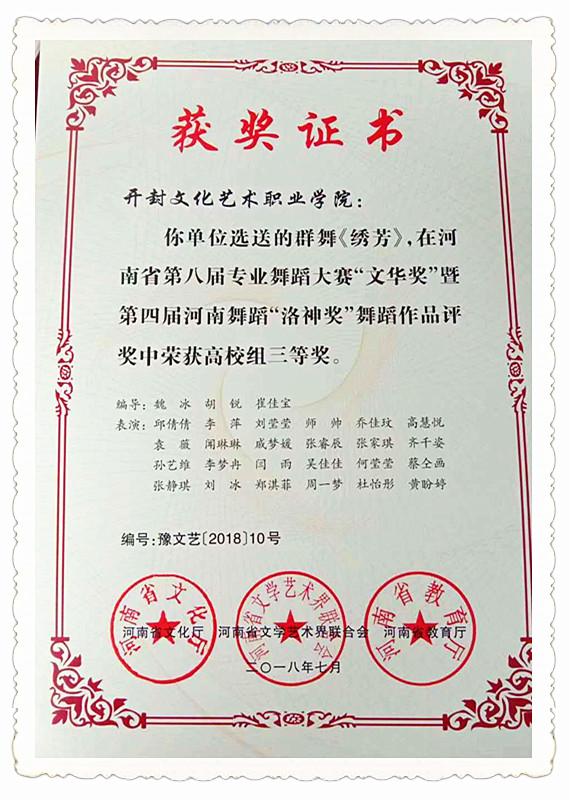 获奖证书
开封文化艺术职业学院：
你单位选送的群舞《绣芳》，在河
南省第八届专业舞蹈大赛“文华奖”暨
第四届河南舞蹈“洛神奖”舞蹈作品评
奖中荣获高校组三等奖。
编导：魏 冰 胡 锐 崔佳宝
表演：邱倩倩 李 萍 刘莹莹 师 帅 乔佳玟 高慧悦
袁 薇 闻琳琳 戚梦媛 张睿辰 张家琪 齐千姿
孙艺维 李梦冉 闫 雨 吴佳佳 何莹莹 蔡仝画
张静琪 刘 冰 郑淇菲 周一梦 杜怡彤 黄盼婷
编号：豫文艺〔2018〕10号
河南省文化厅
河南省文学艺术界联合会
河南省教育厅
河南省文化厅 河南省文学艺术界联合会 河南省教育厅
二〇一八年七月